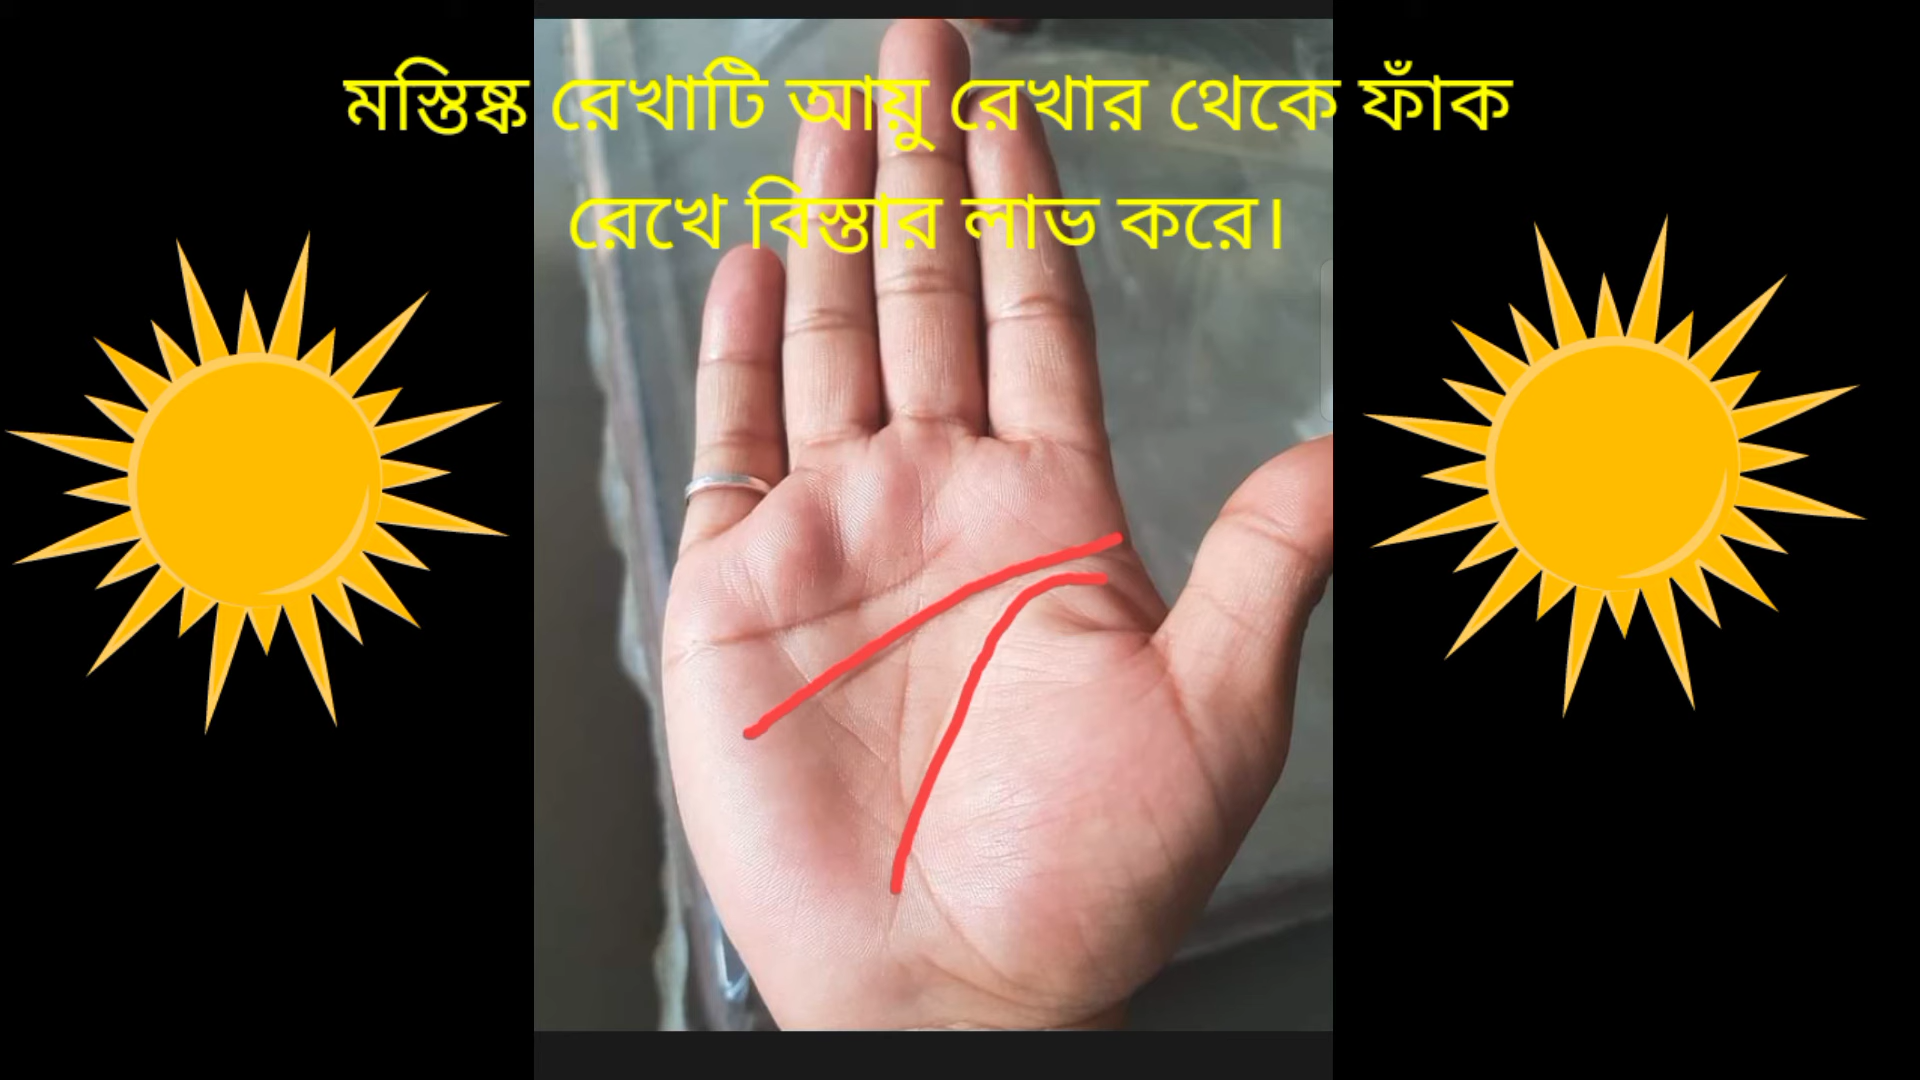 মস্তিষ্ক রেখাটি আয়ু রেখার থেকে ফাঁক
রেখে বিস্তার লাভ করে।